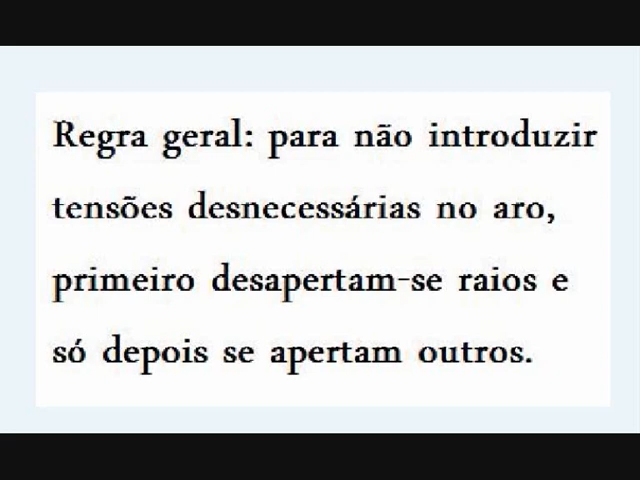 Regra geral: para não introduzir
tensões desnecessárias no aro,
primeiro desapertam-se raios e
só depois se apertam outros.